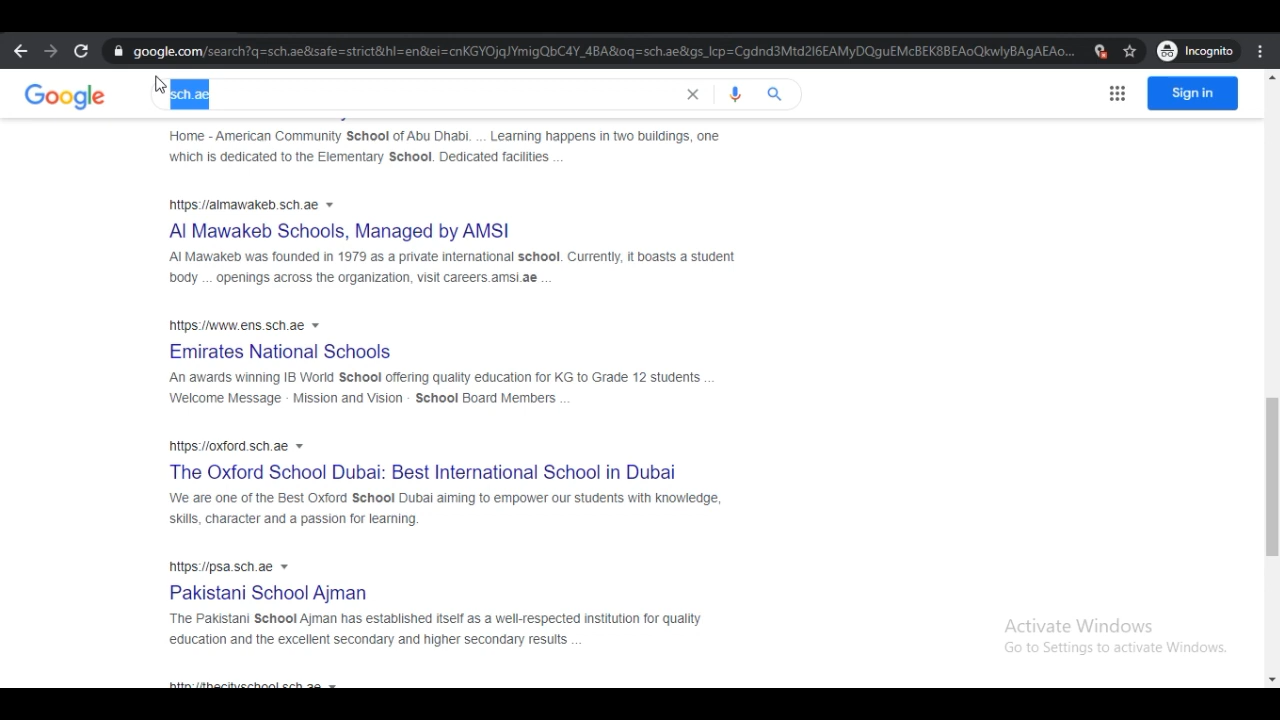 google.com/search?q=sch.ae&safe=strict&hl=en&ei=cnKGYOjqJYmigQbC4Y_4BA&oq=sch.ae&gs_lcp=Cgdnd3Mtd2l6EAMyDQguEMcBEK8BEAoQkwIyBAgAEAo...
Incognito
Google
sch.ae
Sign in
Home - American Community School of Abu Dhabi. ... Learning happens in two buildings, one
which is dedicated to the Elementary School. Dedicated facilities ...
https://almawakeb.sch.ae
Al Mawakeb Schools, Managed by AMSI
Al Mawakeb was founded in 1979 as a private international school. Currently, it boasts a student
body ... openings across the organization, visit careers.amsi.ae ...
https://www.ens.sch.ae
Emirates National Schools
An awards winning IB World School offering quality education for KG to Grade 12 students ...
Welcome Message · Mission and Vision · School Board Members ...
https://oxford.sch.ae
The Oxford School Dubai: Best International School in Dubai
We are one of the Best Oxford School Dubai aiming to empower our students with knowledge,
skills, character and a passion for learning.
https://psa.sch.ae
Pakistani School Ajman
The Pakistani School Ajman has established itself as a well-respected institution for quality
education and the excellent secondary and higher secondary results ...
http://thecityschool.sch.ae
Activate Windows
Go to Settings to activate Windows.